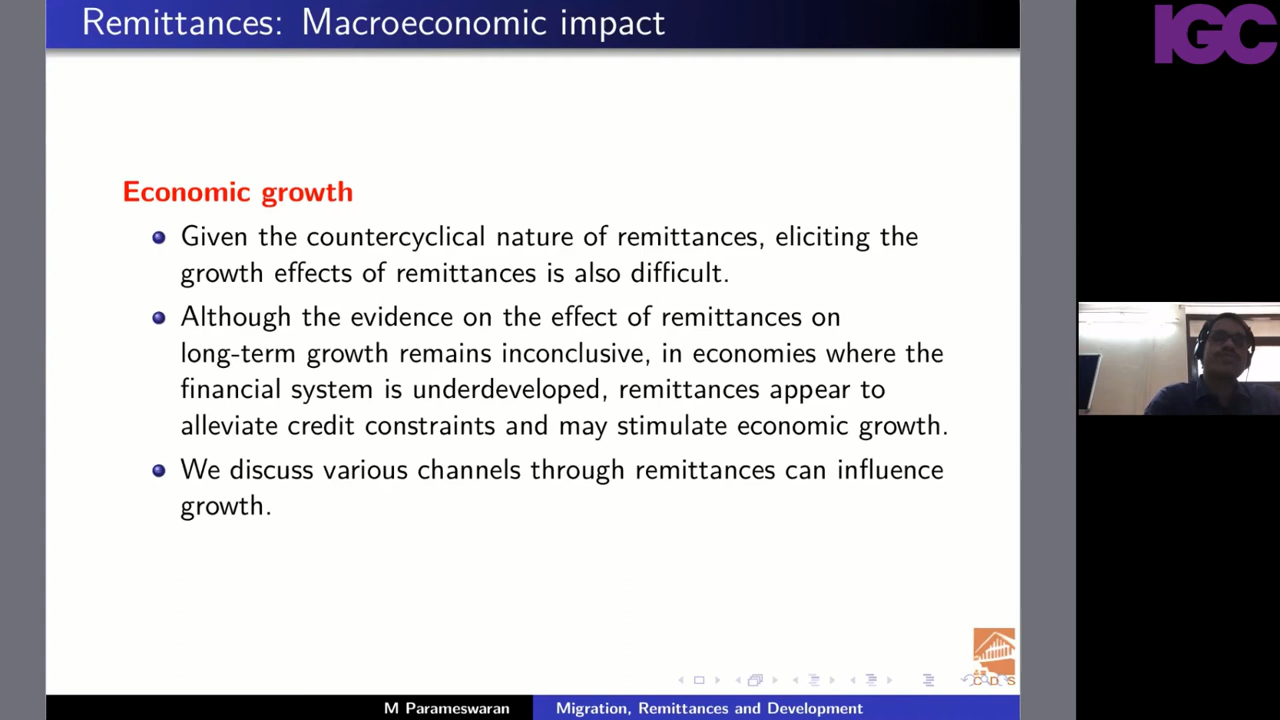 Remittances: Macroeconomic impact
IGC
Economic growth
Given the countercyclical nature of remittances, eliciting the
growth effects of remittances is also difficult.
Although the evidence on the effect of remittances on
long-term growth remains inconclusive, in economies where the
financial system is underdeveloped, remittances appear to
alleviate credit constraints and may stimulate economic growth.
We discuss various channels through remittances can influence
growth.
CDS
M Parameswaran
Migration, Remittances and Development